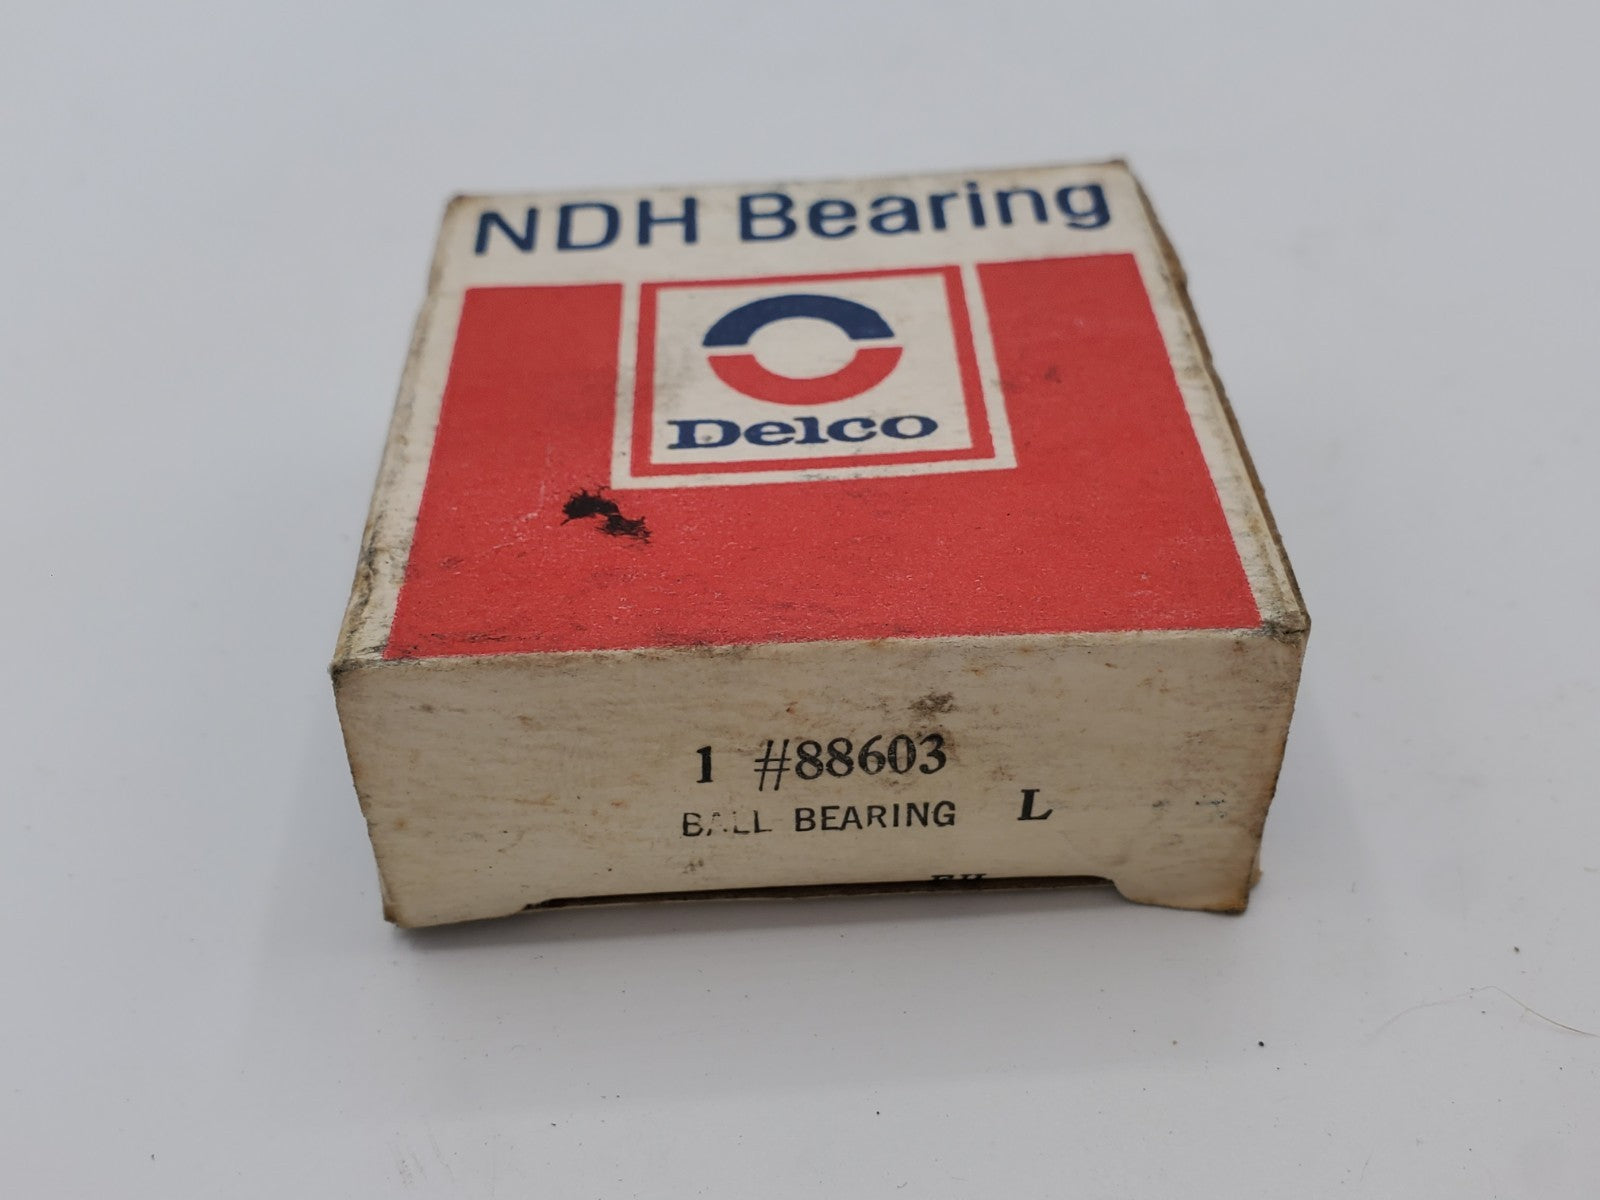 NDH Bearing
Delco
1 #88603
BALL BEARING L